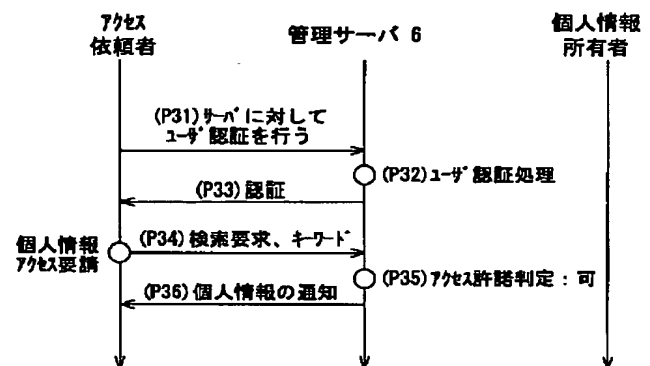 アクセス
依頼者
管理サーバ 6
個人情報
所有者
(P31)サーバに対して
ユーザ認証を行う
(P32)ユーザ認証処理
(P33)認証
個人情報
アクセス要請
(P34)検索要求、キーワード
(P35)アクセス許諾判定：可
(P36)個人情報の通知